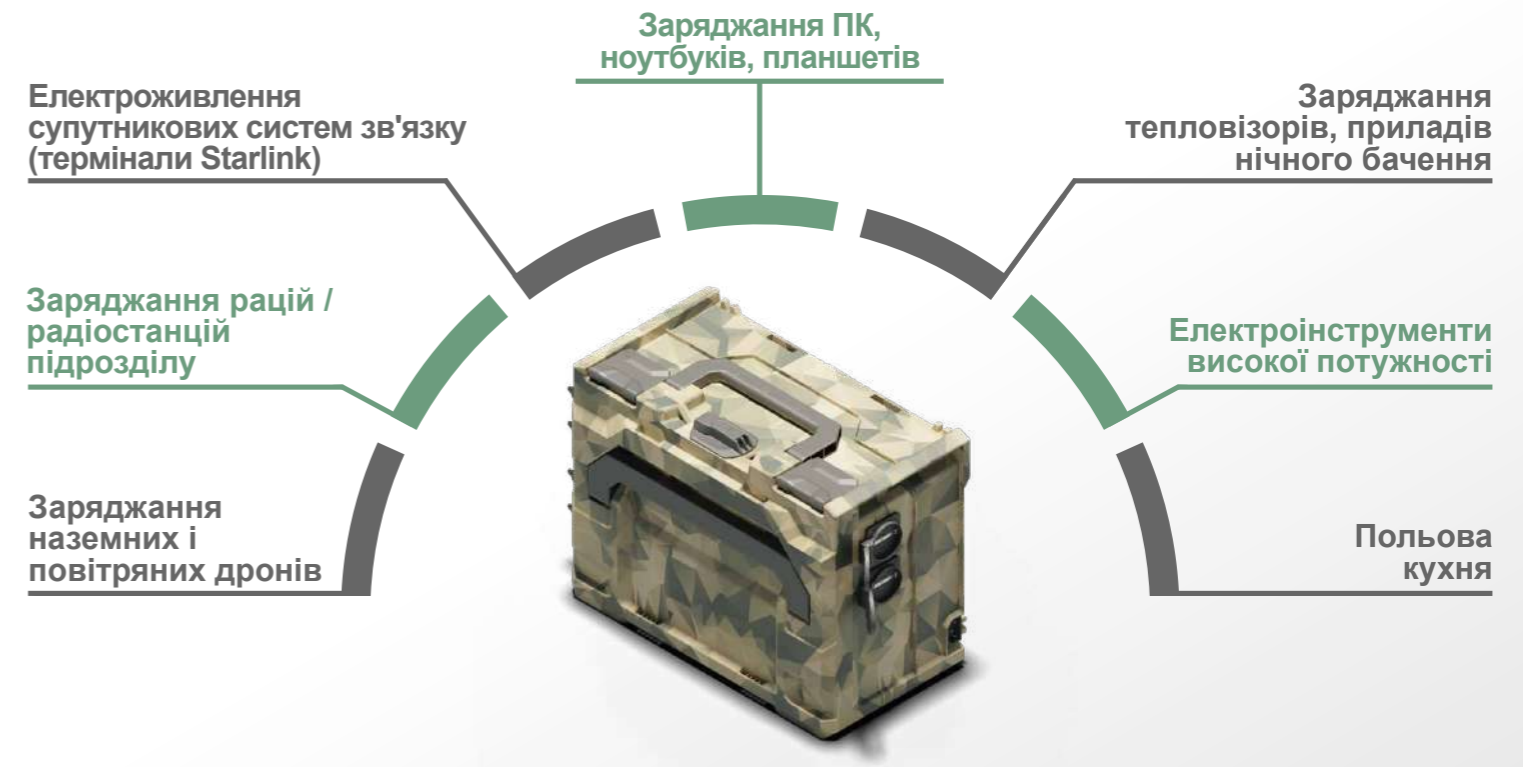 Заряджання ПК,
ноутбуків, планшетів
Електроживлення
супутникових систем зв'язку
(термінали Starlink)
Заряджання
тепловізорів, приладів
нічного бачення
Заряджання рацій /
радіостанцій
підрозділу
Електроінструменти
високої потужності
Заряджання
наземних і
повітряних дронів
Польова
кухня